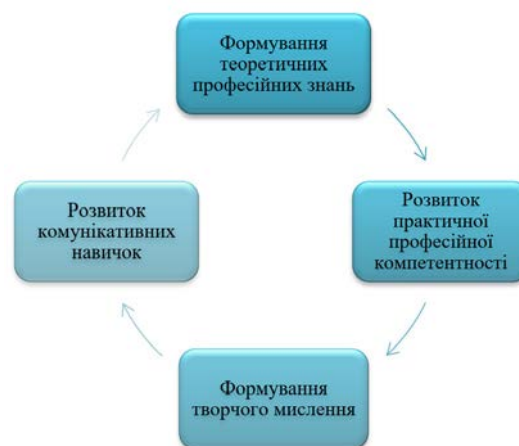 Формування
теоретичних
професійних знань
Розвиток
практичної
професійної
компетентності
Формування
творчого мислення
Розвиток
комунікативних
навичок